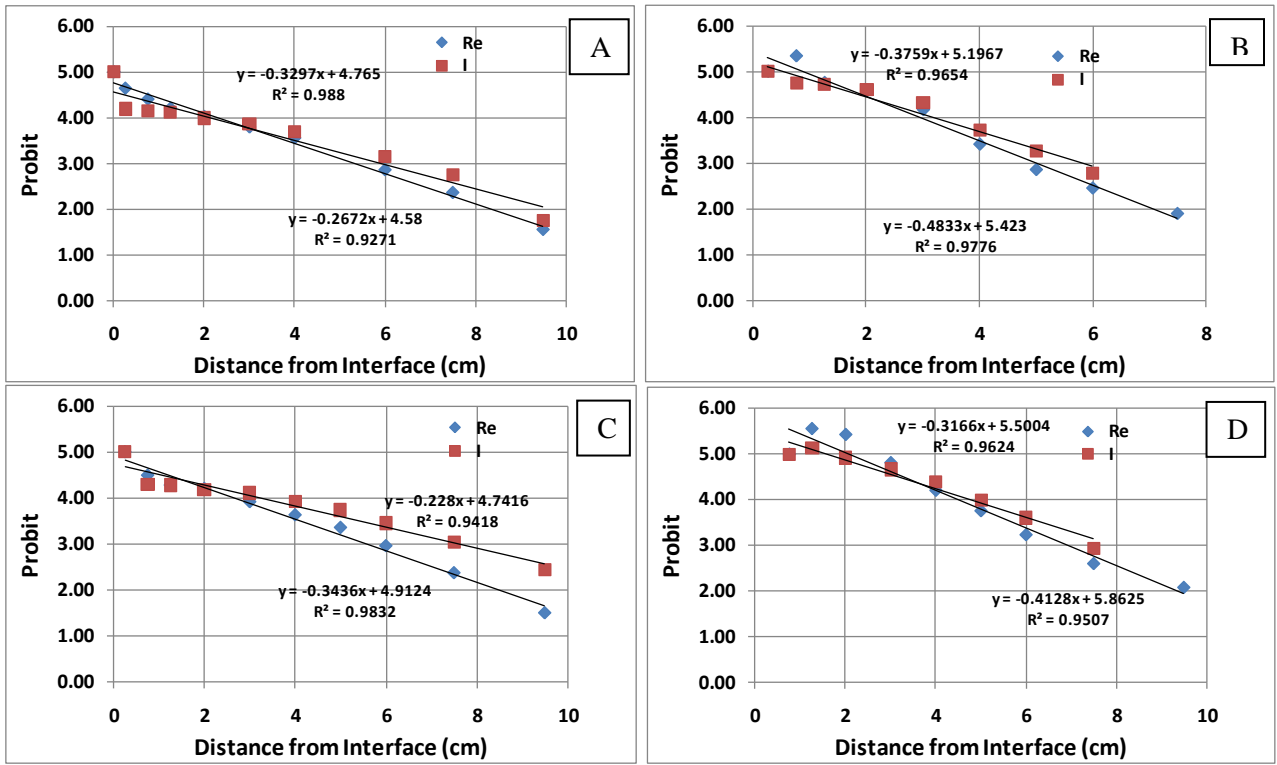 A
6.00
5.00
4.00
3.00
2.00
1.00
0.00
Probit
Re
I
y = -0.3297x + 4.765
R² = 0.988
y = -0.2672x + 4.58
R² = 0.9271
0 2 4 6 8 10
Distance from Interface (cm)
B
6.00
5.00
4.00
3.00
2.00
1.00
0.00
Probit
Re
I
y = -0.3759x + 5.1967
R² = 0.9654
y = -0.4833x + 5.423
R² = 0.9776
0 2 4 6 8
Distance from Interface (cm)
C
6.00
5.00
4.00
3.00
2.00
1.00
0.00
Probit
Re
I
y = -0.228x + 4.7416
R² = 0.9418
y = -0.3436x + 4.9124
R² = 0.9832
0 2 4 6 8 10
Distance from Interface (cm)
D
6.00
5.00
4.00
3.00
2.00
1.00
0.00
Probit
Re
I
y = -0.3166x + 5.5004
R² = 0.9624
y = -0.4128x + 5.8625
R² = 0.9507
0 2 4 6 8 10
Distance from Interface (cm)